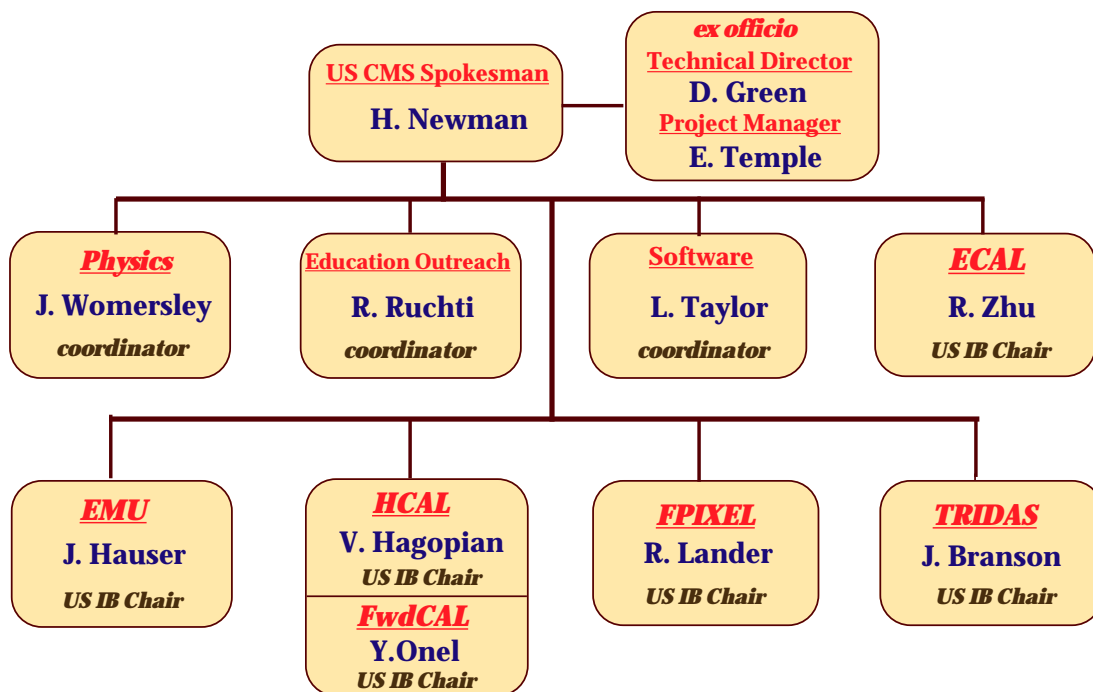 US CMS Spokesman
H. Newman
ex officio
Technical Director
D. Green
Project Manager
E. Temple
Physics
J. Womersley
coordinator
Education Outreach
R. Ruchti
coordinator
Software
L. Taylor
coordinator
ECAL
R. Zhu
US IB Chair
EMU
J. Hauser
US IB Chair
HCAL
V. Hagopian
US IB Chair
FwdCAL
Y.Onel
US IB Chair
FPIXEL
R. Lander
US IB Chair
TRIDAS
J. Branson
US IB Chair